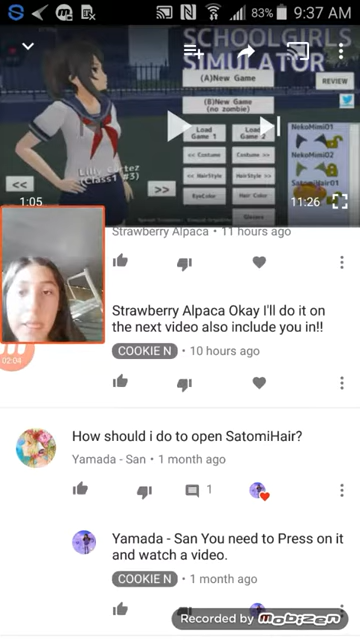 83% 9:37 AM
SCHOOLGIRLS
SIMULATOR
(A)New Game
REVIEW
(B)New Game
(no zombie)
Load
Game 1
Load
Game 2
NekoMimi01
<< Costume
Costume >>
NekoMimi02
Lilly Cortez
(Class1 #3)
<< HairStyle
HairStyle >>
SatomiHair01
<<
>>
EyeColor
Hair Color
Glasses
1:05
11:26
Strawberry Alpaca • 11 hours ago
Strawberry Alpaca Okay I'll do it on
the next video also include you in!!
COOKIE N • 10 hours ago
02:04
How should i do to open SatomiHair?
Yamada - San • 1 month ago
1
Yamada - San You need to Press on it
and watch a video.
COOKIE N • 1 month ago
Recorded by Mobizen